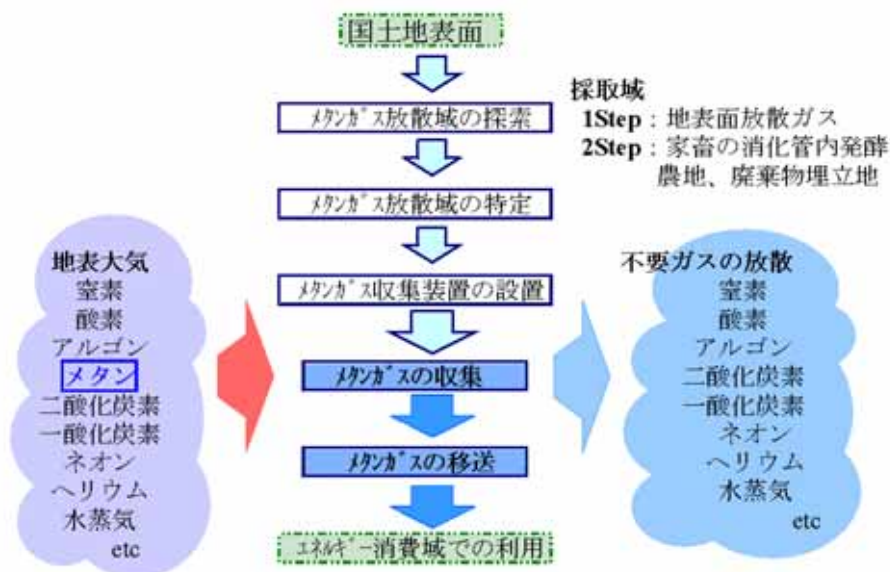 国土地表面
ﾒﾀﾝｶﾞｽ放散域の探索
採取域
1Step：地表面放散ガス
2Step：家畜の消化管内発酵
農地、廃棄物埋立地
ﾒﾀﾝｶﾞｽ放散域の特定
ﾒﾀﾝｶﾞｽ収集装置の設置
ﾒﾀﾝｶﾞｽの収集
ﾒﾀﾝｶﾞｽの移送
ｴﾈﾙｷﾞｰ消費域での利用
地表大気
窒素
酸素
アルゴン
メタン
二酸化炭素
一酸化炭素
ネオン
ヘリウム
水蒸気
etc
不要ガスの放散
窒素
酸素
アルゴン
二酸化炭素
一酸化炭素
ネオン
ヘリウム
水蒸気
etc